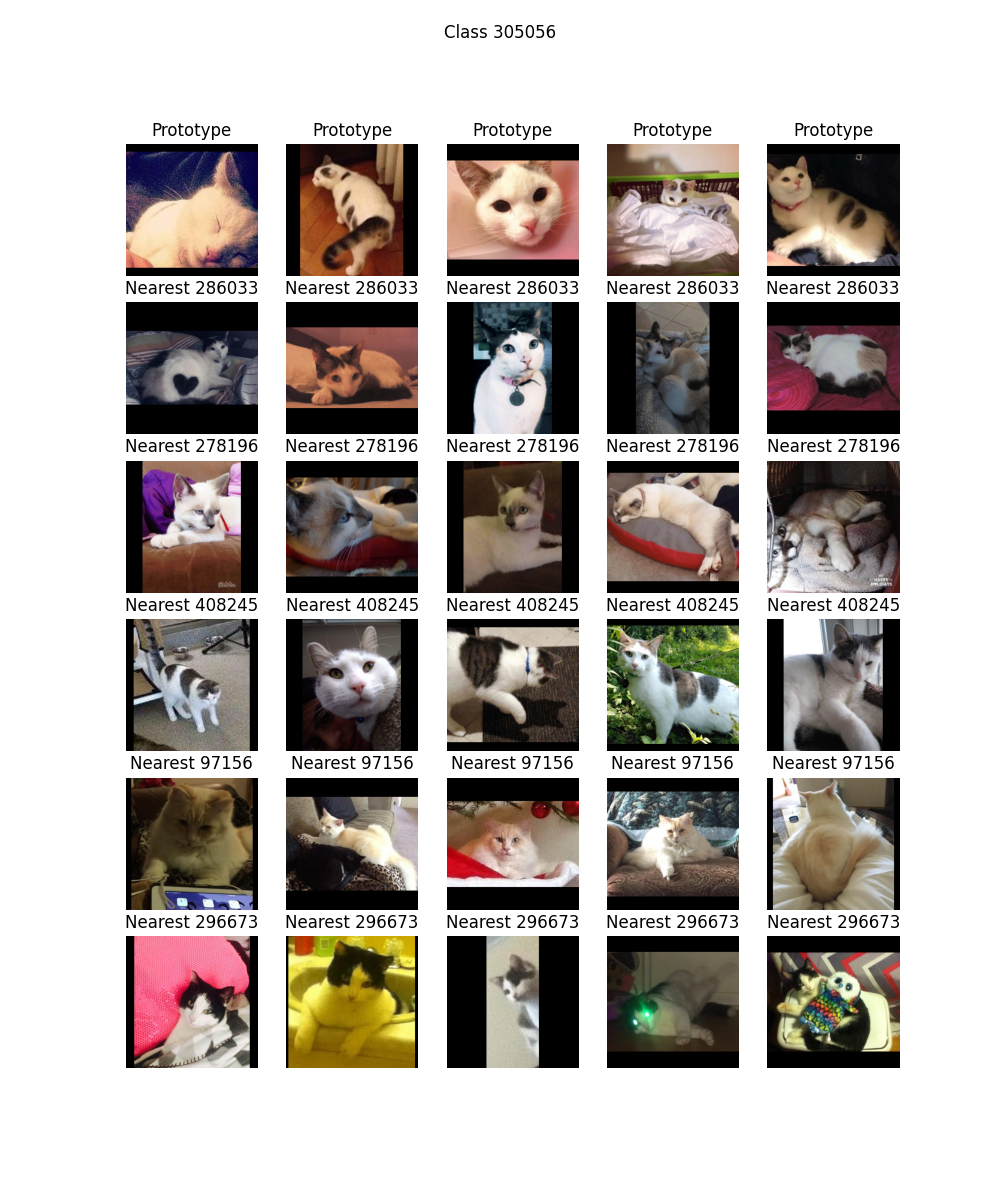 Class 305056
Prototype Prototype Prototype Prototype Prototype
Nearest 286033 Nearest 286033 Nearest 286033 Nearest 286033 Nearest 286033
Nearest 278196 Nearest 278196 Nearest 278196 Nearest 278196 Nearest 278196
Nearest 408245 Nearest 408245 Nearest 408245 Nearest 408245 Nearest 408245
Nearest 97156 Nearest 97156 Nearest 97156 Nearest 97156 Nearest 97156
Nearest 296673 Nearest 296673 Nearest 296673 Nearest 296673 Nearest 296673